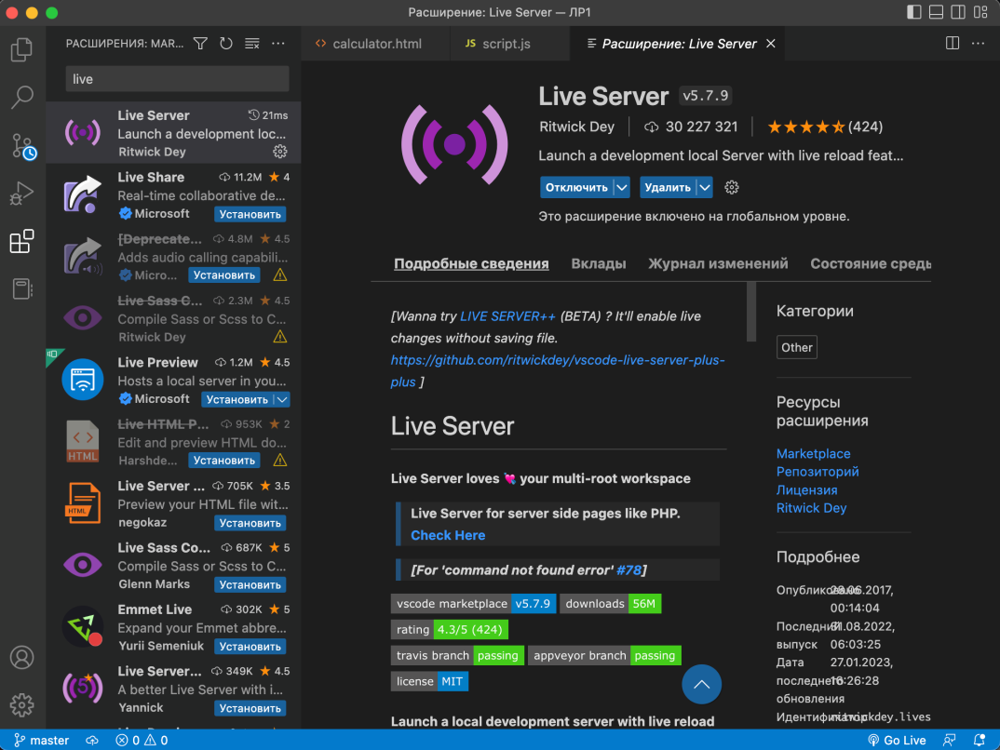 Расширение: Live Server — ЛР1
РАСШИРЕНИЯ: MAR...
live
Live Server 21ms
Launch a development loc...
Ritwick Dey
Live Share 11.2M 4
Real-time collaborative de...
Microsoft Установить
[Deprecate... 4.8M 4.5
Adds audio calling capabili...
Micro... Установить
Live Sass C... 2.3M 4.5
Compile Sass or Scss to C...
Ritwick Dey
Live Preview 1.2M 4.5
Hosts a local server in you...
Microsoft Установить
Live HTML P... 953K 2
Edit and preview HTML do...
HTML
Harshde... Установить
Live Server ... 705K 3.5
Preview your HTML file wit...
HTML
negokaz Установить
Live Sass Co... 687K 5
Compile Sass or Scss to C...
Glenn Marks Установить
Emmet Live 302K 5
Expand your Emmet abbre...
Yurii Semeniuk Установить
Live Server... 349K 4.5
A better Live Server with i...
5
Yannick Установить
<> calculator.html
JS script.js
Расширение: Live Server
Live Server v5.7.9
Ritwick Dey 30 227 321 (424)
Launch a development local Server with live reload feat...
Отключить Удалить
Это расширение включено на глобальном уровне.
Подробные сведения Вклады Журнал изменений Состояние среды
[Wanna try LIVE SERVER++ (BETA) ? It'll enable live
changes without saving file.
https://github.com/ritwickdey/vscode-live-server-plus-
plus ]
Live Server
Live Server loves 💘 your multi-root workspace
Live Server for server side pages like PHP.
Check Here
[For 'command not found error' #78]
vscode marketplace v5.7.9 downloads 56M
rating 4.3/5 (424)
travis branch passing appveyor branch passing
license MIT
Launch a local development server with live reload
Категории
Other
Ресурсы
расширения
Marketplace
Репозиторий
Лицензия
Ritwick Dey
Подробнее
.06.2017,
00:14:04
Последний .08.2022,
выпуск 06:03:25
Дата 27.01.2023,
:26:28
обновления
master 0 0 Go Live